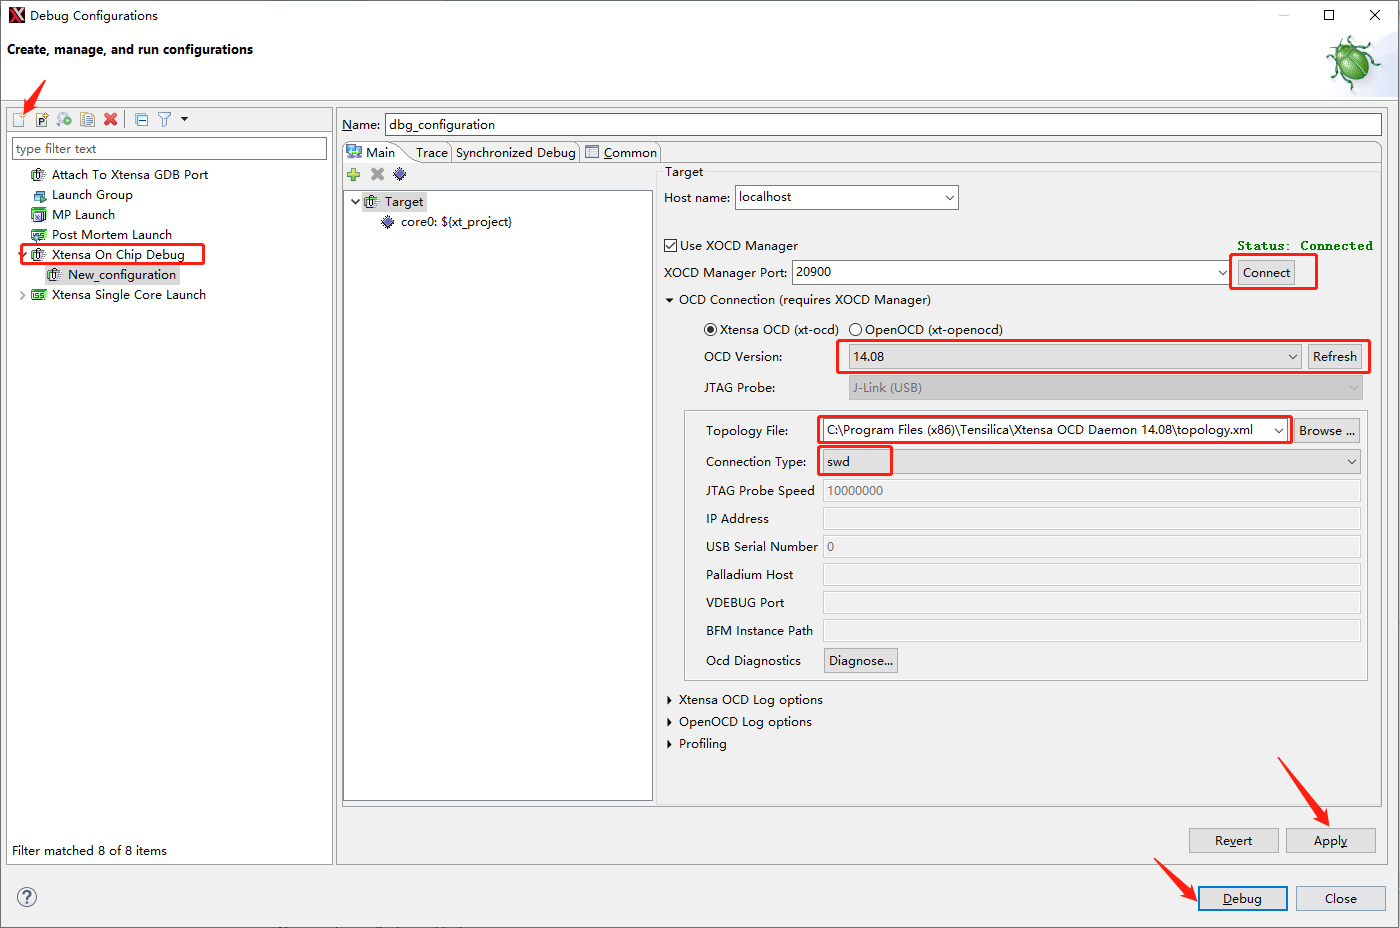 Debug Configurations
Create, manage, and run configurations
type filter text
Attach To Xtensa GDB Port
Launch Group
MP Launch
Post Mortem Launch
Xtensa On Chip Debug
New_configuration
Xtensa Single Core Launch
Filter matched 8 of 8 items
Name: dbg_configuration
Main Trace Synchronized Debug Common
Target
core0: ${xt_project}
Target
Host name: localhost
Use XOCD Manager Status: Connected
XOCD Manager Port: 20900 Connect
OCD Connection (requires XOCD Manager)
Xtensa OCD (xt-ocd) OpenOCD (xt-openocd)
OCD Version: 14.08 Refresh
JTAG Probe: J-Link (USB)
Topology File: C:\Program Files (x86)\Tensilica\Xtensa OCD Daemon 14.08\topology.xml Browse ...
Connection Type: swd
JTAG Probe Speed 10000000
IP Address
USB Serial Number 0
Palladium Host
VDEBUG Port
BFM Instance Path
Ocd Diagnostics Diagnose...
Xtensa OCD Log options
OpenOCD Log options
Profiling
Revert Apply
Debug Close